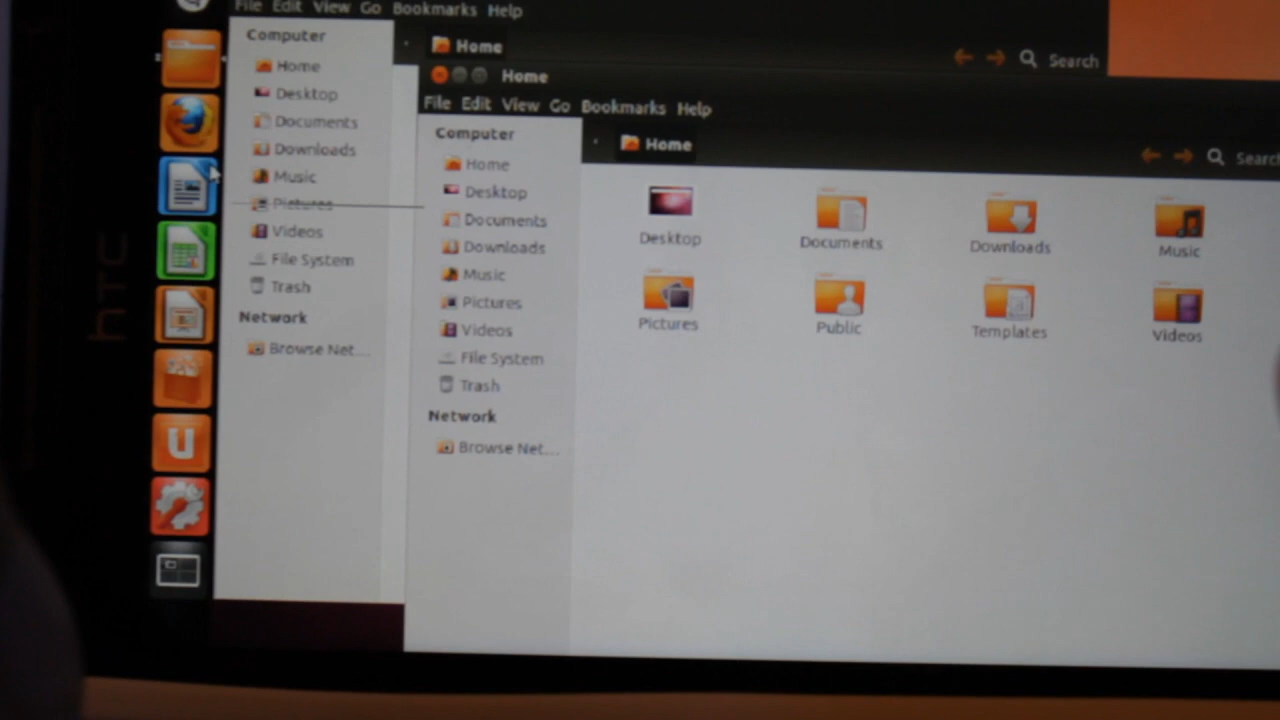 File Edit View Go Bookmarks Help
Computer
Home
Desktop
Documents
Downloads
Music
Pictures
Videos
File System
Trash
Network
Browse Net...
Home
Search
Home
File Edit View Go Bookmarks Help
Computer
Home
Desktop
Documents
Downloads
Music
Pictures
Videos
File System
Trash
Network
Browse Net...
Home
Searc
Desktop
Documents
Downloads
Music
Pictures
Public
Templates
Videos
hTC
U